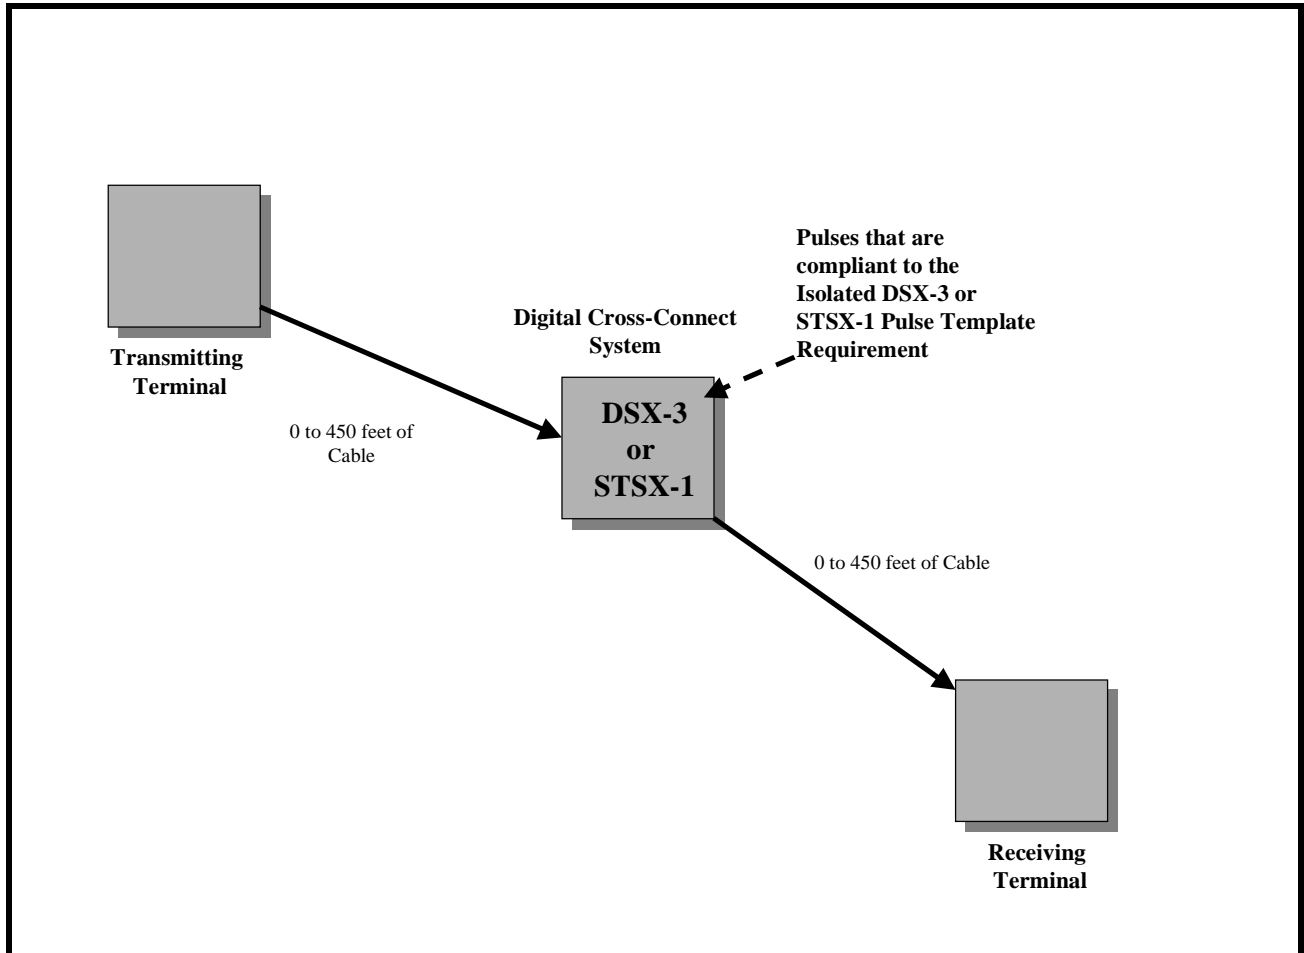 Pulses that are
compliant to the
Isolated DSX-3 or
STSX-1 Pulse Template
Requirement
Digital Cross-Connect
System
Transmitting
Terminal
DSX-3
or
STSX-1
0 to 450 feet of
Cable
0 to 450 feet of Cable
Receiving
Terminal